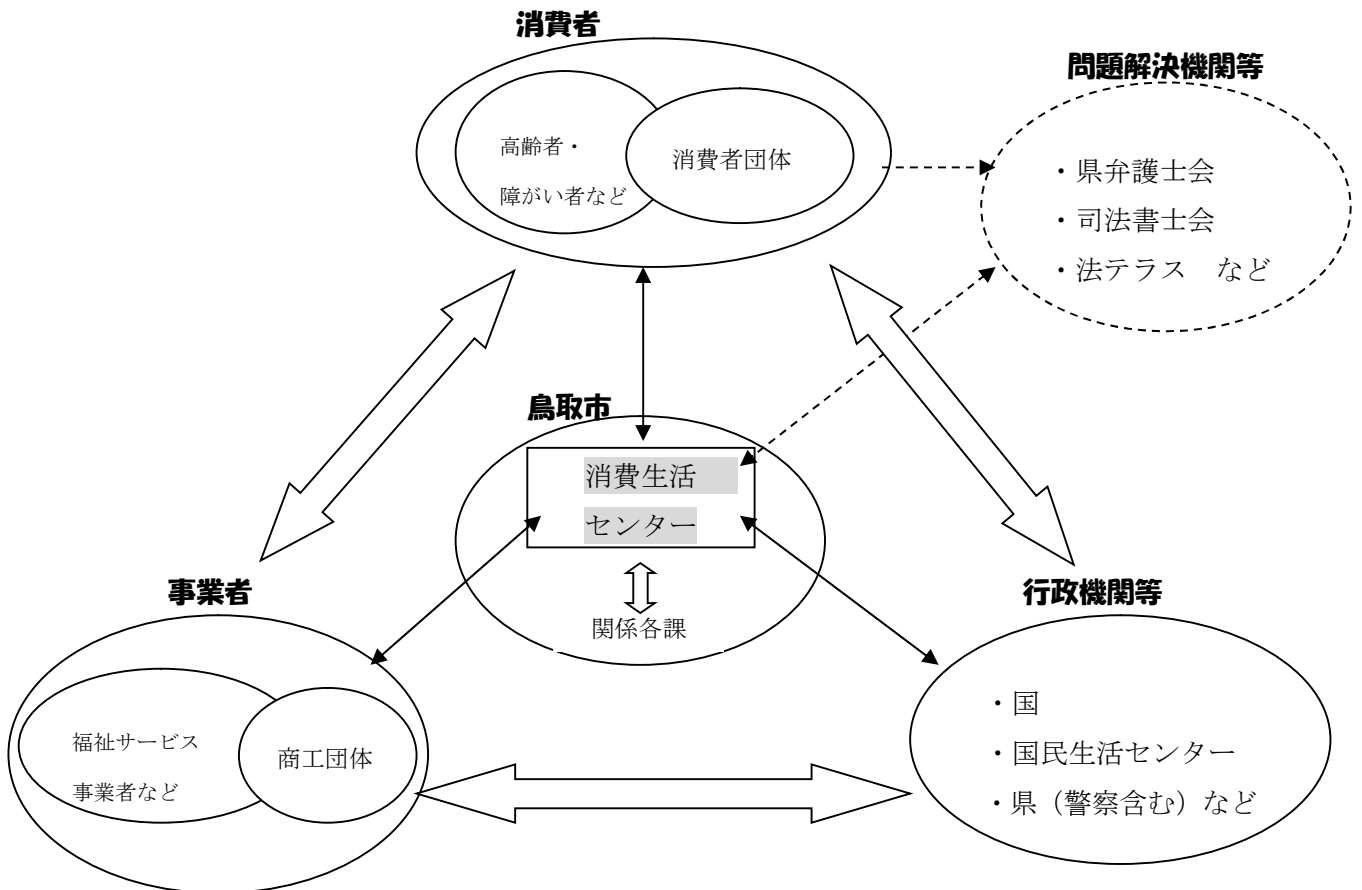 消費者
高齢者・
障がい者など
消費者団体
問題解決機関等
・県弁護士会
・司法書士会
・法テラス　など
鳥取市
消費生活
センター
関係各課
事業者
福祉サービス
事業者など
商工団体
行政機関等
・国
・国民生活センター
・県（警察含む）など